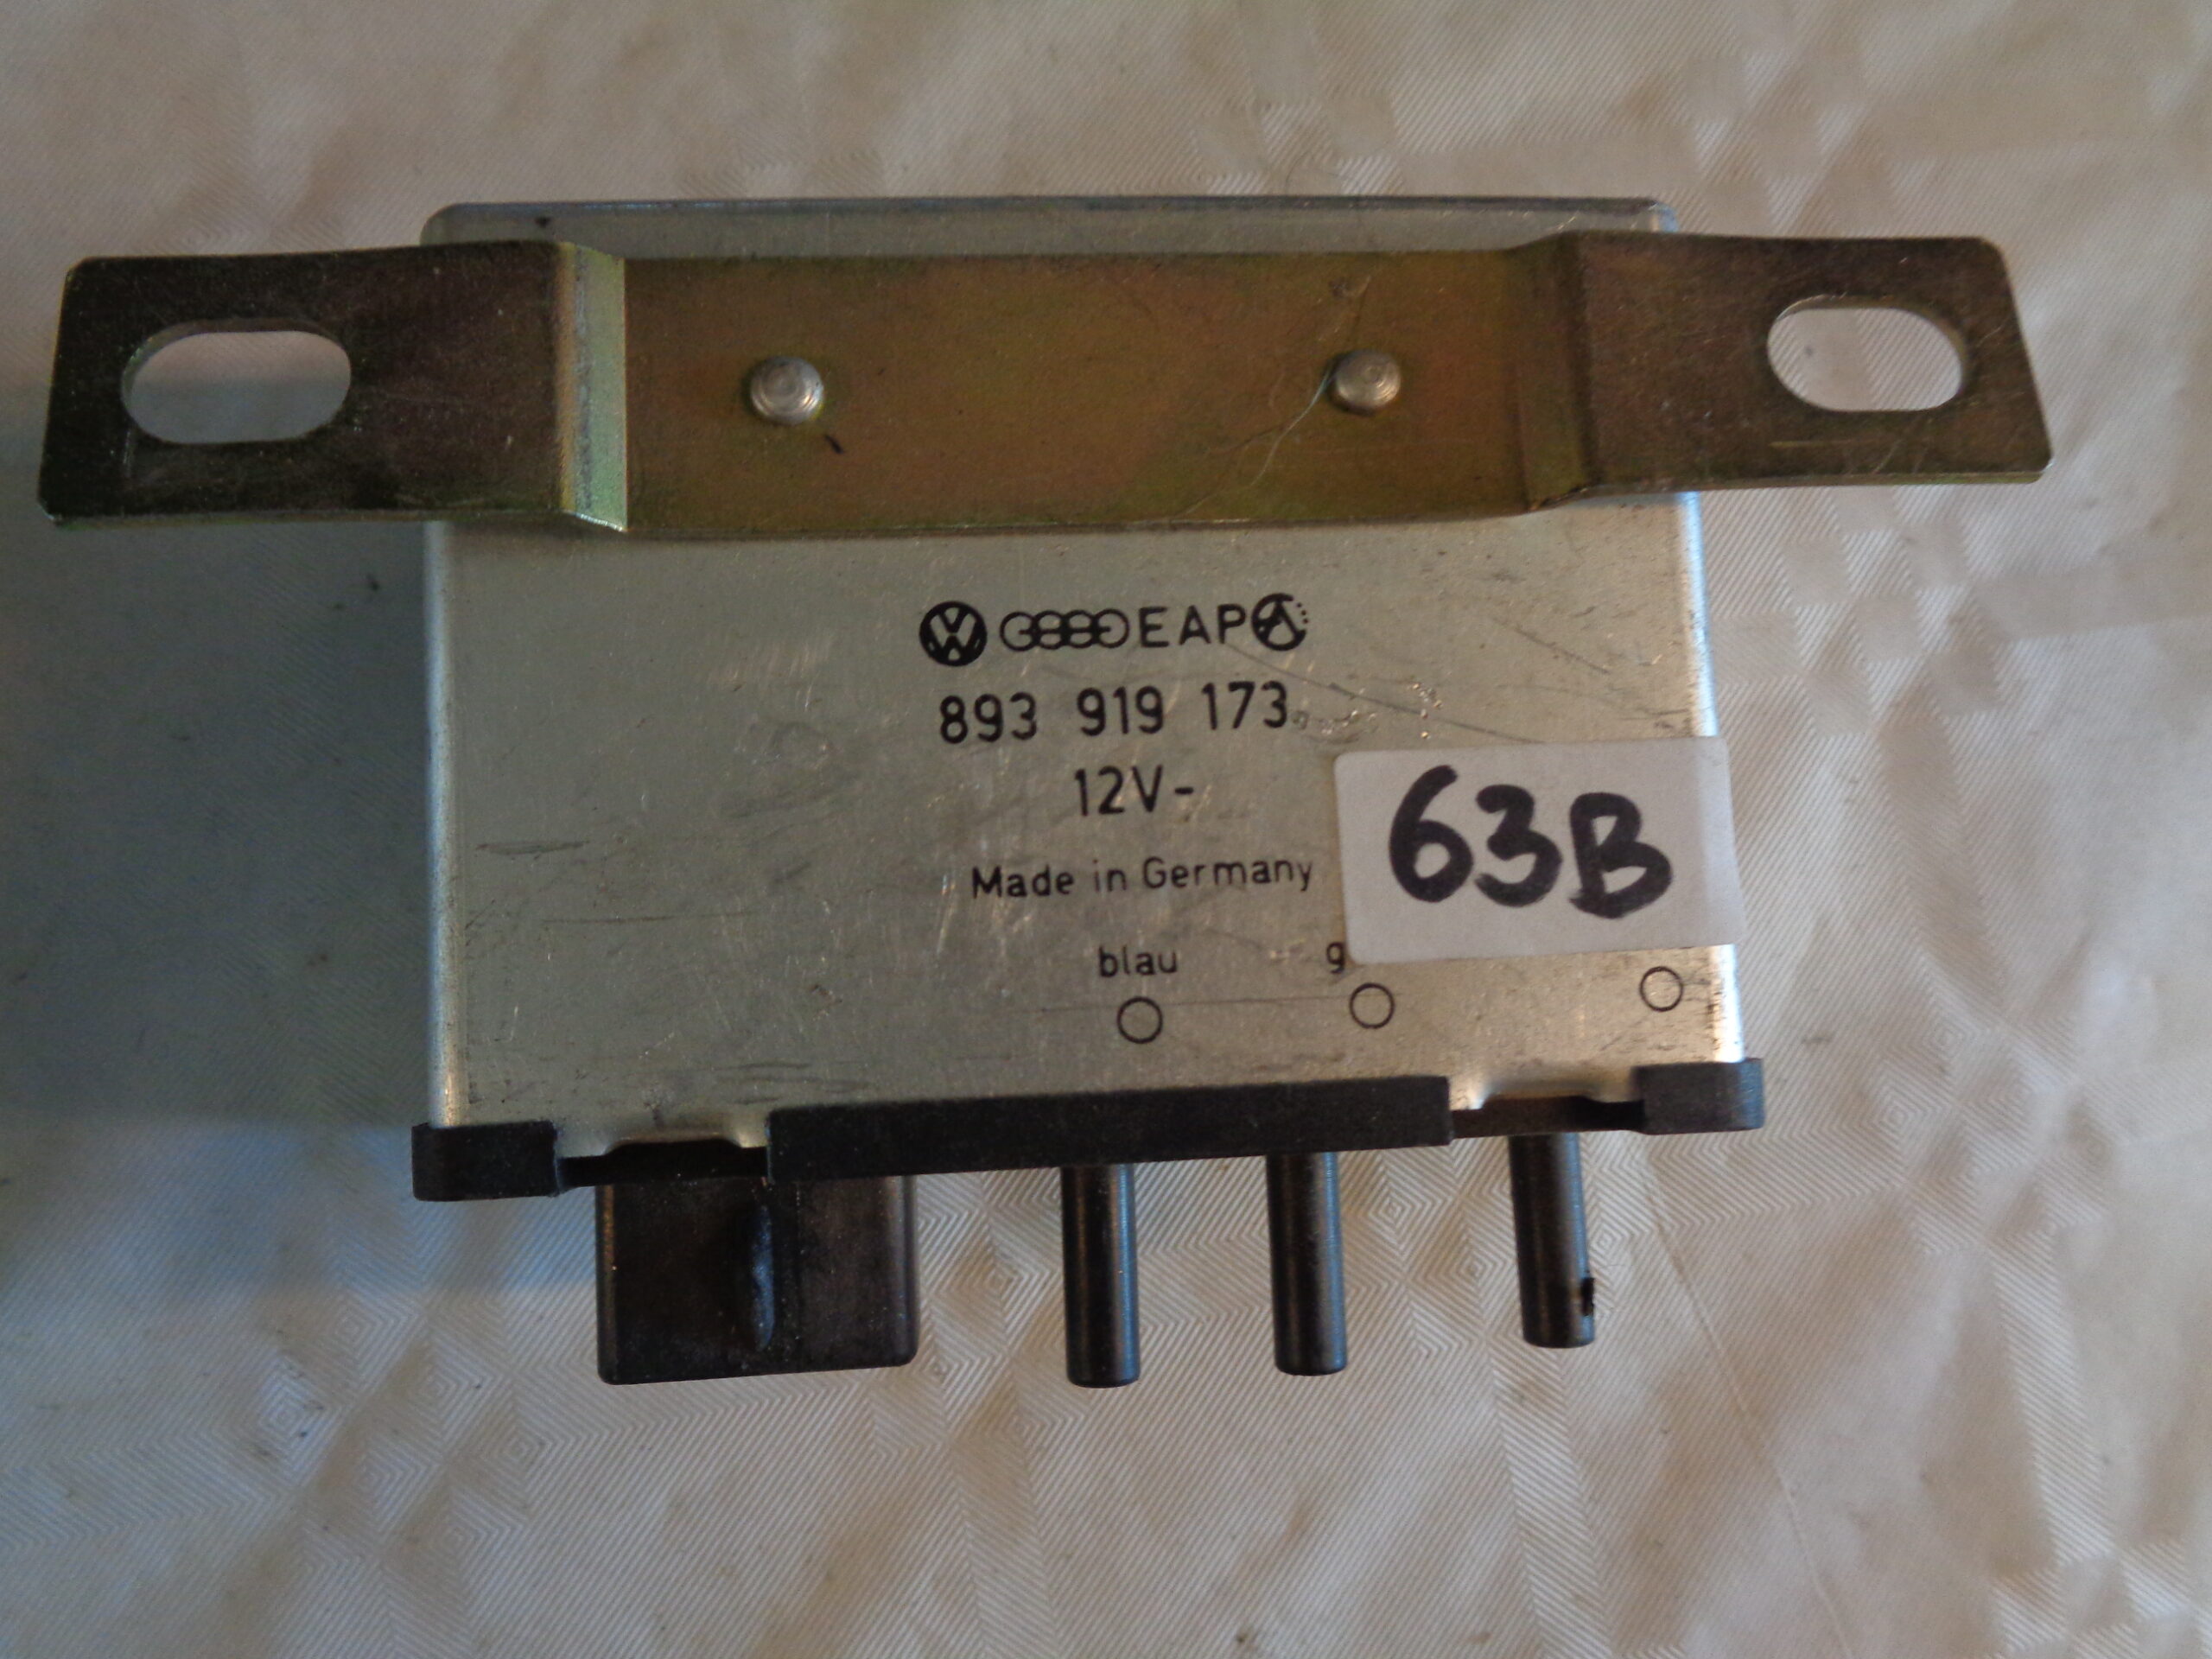 EAP
893 919 173
12V-
Made in Germany
63B
blau g